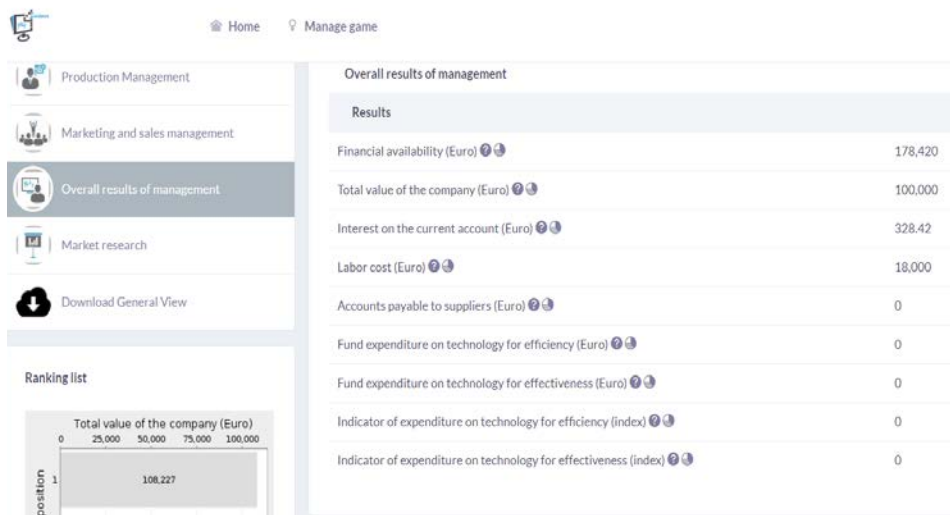 Home
Manage game
Production Management
Marketing and sales management
Overall results of management
Market research
Download General View
Ranking list
Total value of the company (Euro)
0 25,000 50,000 75,000 100,000
position
1
108,227
Overall results of management
Results
Financial availability (Euro) 178,420
Total value of the company (Euro) 100,000
Interest on the current account (Euro) 328.42
Labor cost (Euro) 18,000
Accounts payable to suppliers (Euro) 0
Fund expenditure on technology for efficiency (Euro) 0
Fund expenditure on technology for effectiveness (Euro) 0
Indicator of expenditure on technology for efficiency (index) 0
Indicator of expenditure on technology for effectiveness (index) 0